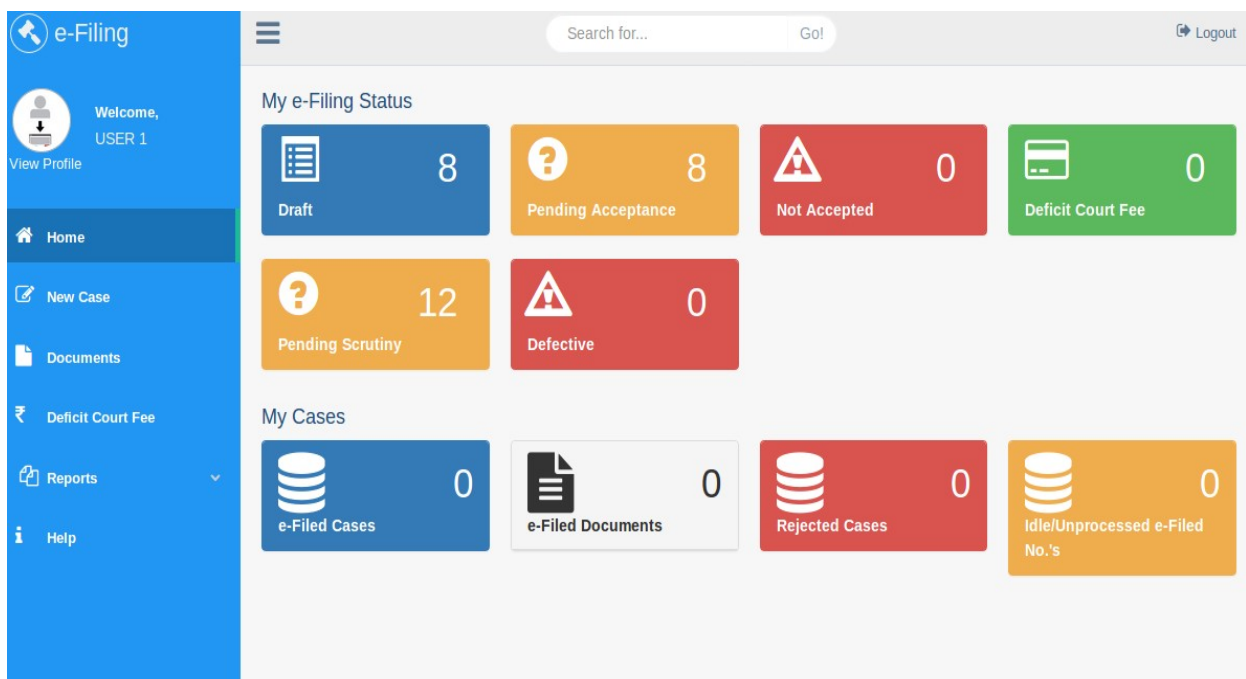 e-Filing
Search for...
Go!
Logout
Welcome,
USER 1
View Profile
Home
New Case
Documents
₹ Deficit Court Fee
Reports
Help
My e-Filing Status
8
Draft
8
Pending Acceptance
0
Not Accepted
0
Deficit Court Fee
12
Pending Scrutiny
0
Defective
My Cases
0
e-Filed Cases
0
e-Filed Documents
0
Rejected Cases
0
Idle/Unprocessed e-Filed
No.'s